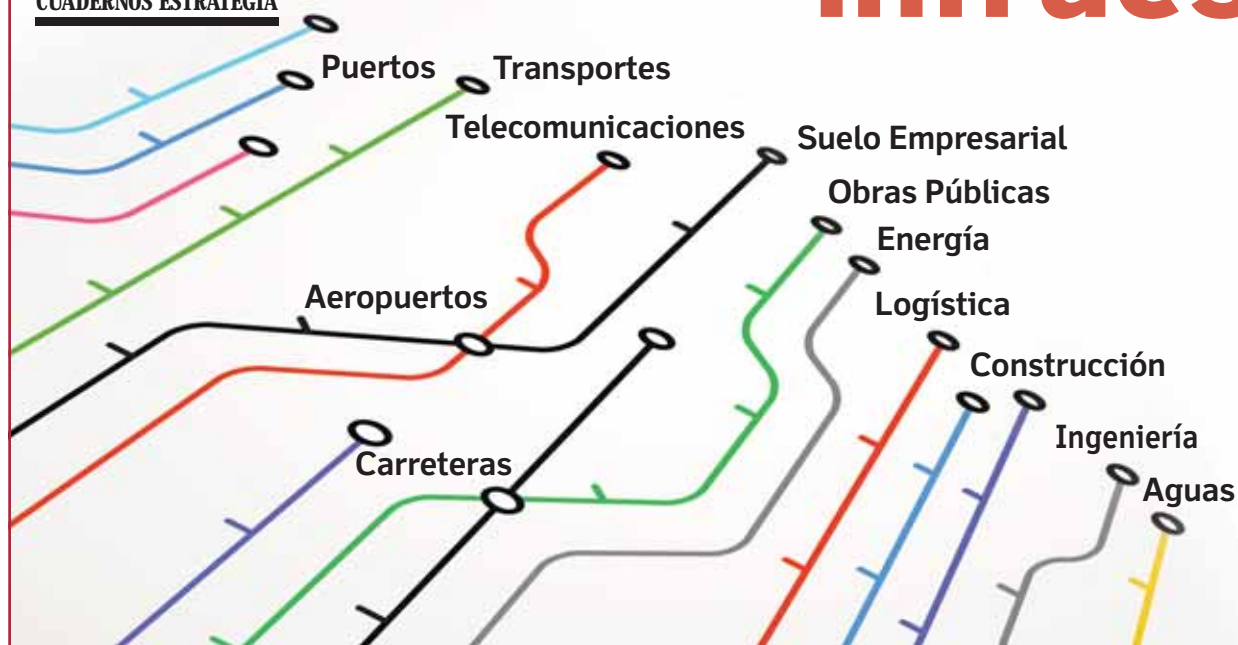 CUADERNOS ESTRATEGIA
Puertos
Transportes
Telecomunicaciones
Suelo Empresarial
Obras Públicas
Energía
Aeropuertos
Logística
Construcción
Ingeniería
Carreteras
Aguas